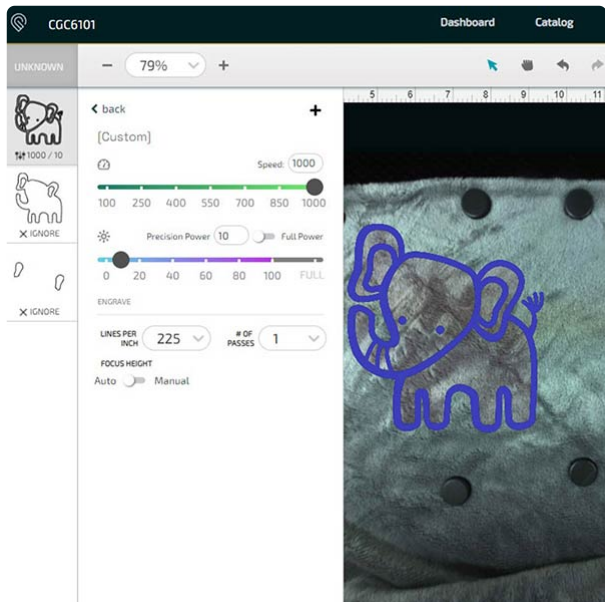 CGC6101
Dashboard Catalog
UNKNOWN
79%
5 6 7 8 9 10 11
back
[Custom]
1000 / 10
Speed: 1000
100 250 400 550 700 850 1000
IGNORE
Precision Power 10 Full Power
0 20 40 60 80 100 FULL
ENGRAVE
IGNORE
LINES PER INCH 225 # OF PASSES 1
FOCUS HEIGHT
Auto Manual